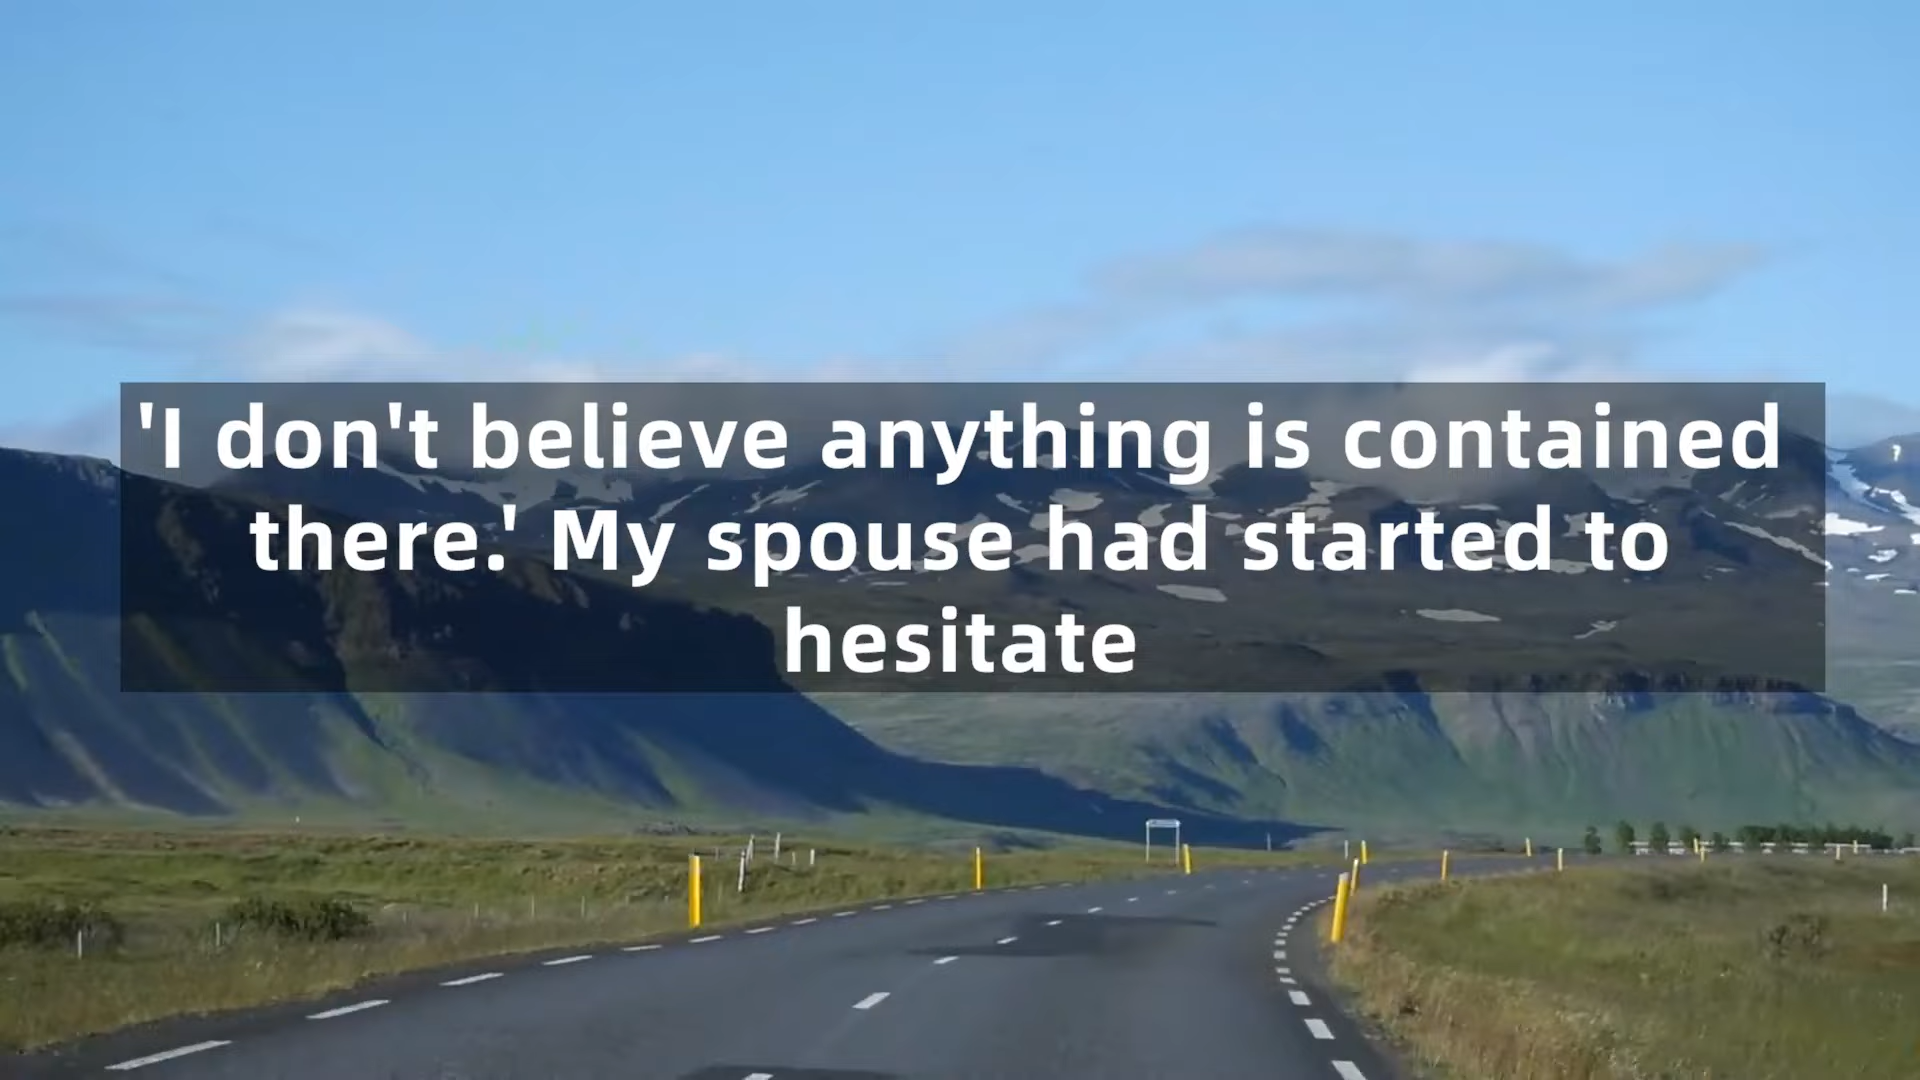 'I don't believe anything is contained
there.' My spouse had started to
hesitate